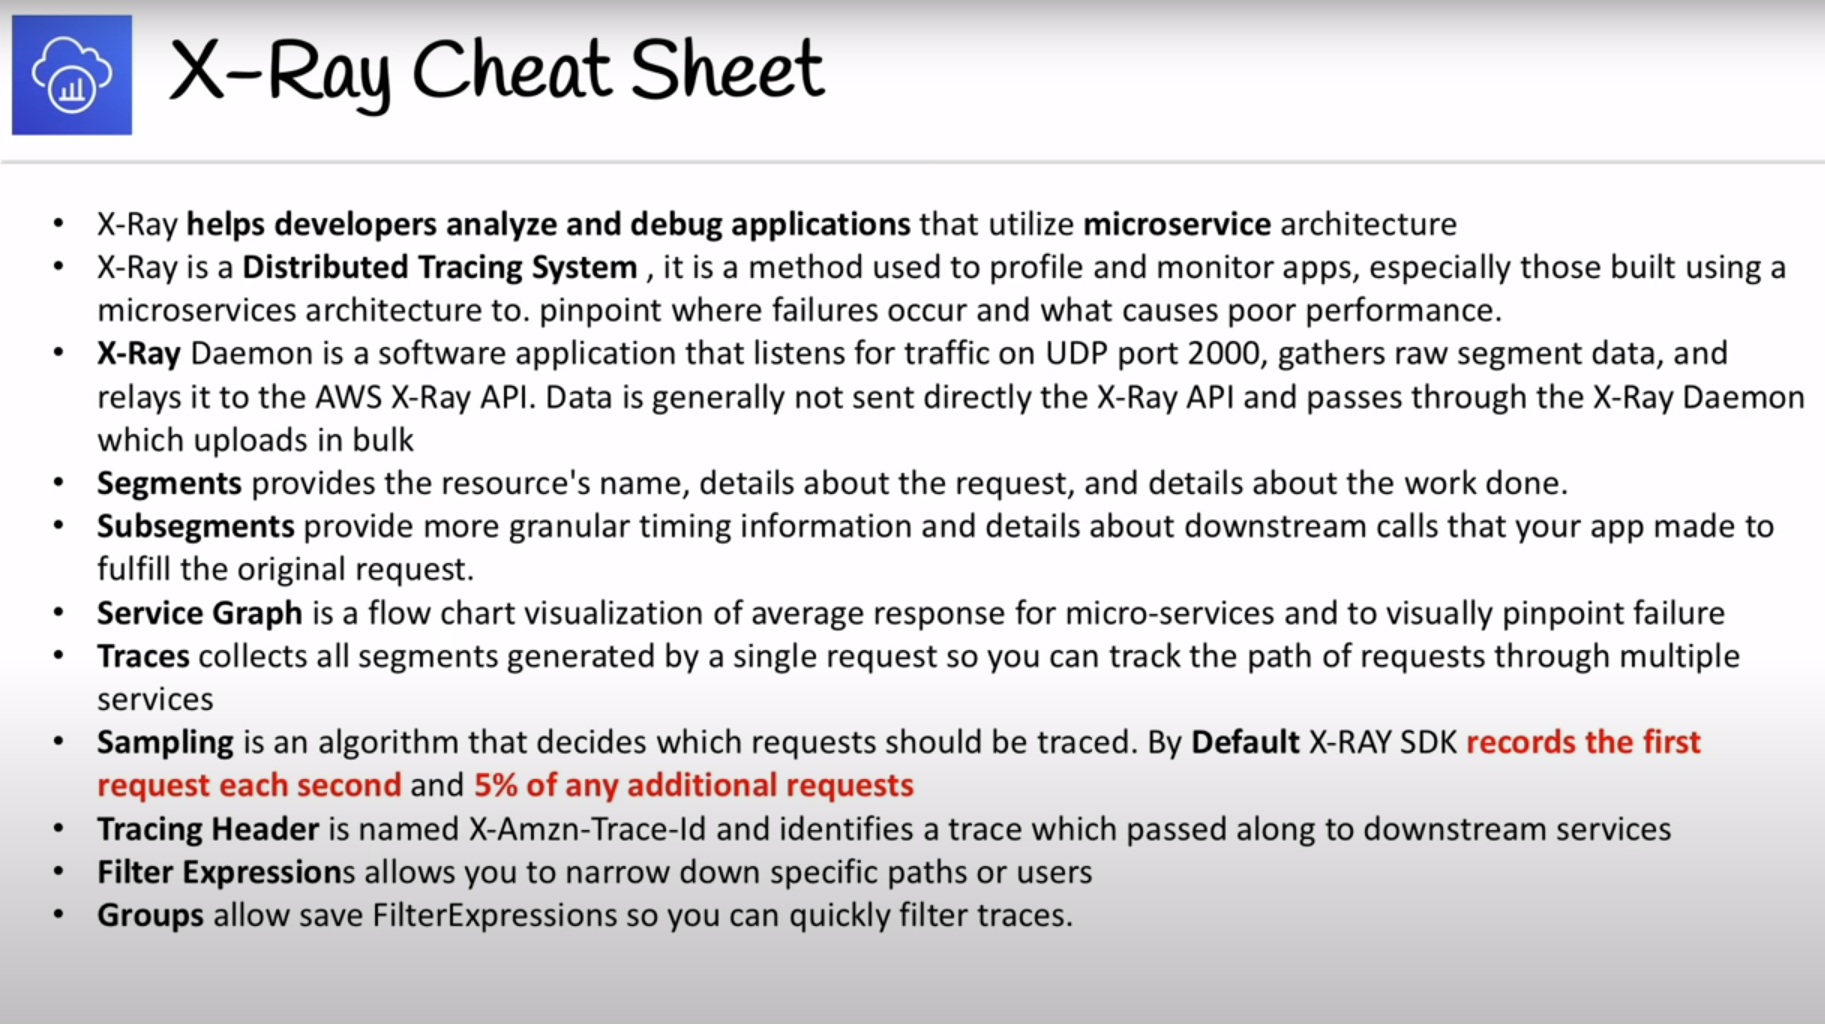 X-Ray Cheat Sheet
• X-Ray helps developers analyze and debug applications that utilize microservice architecture
• X-Ray is a Distributed Tracing System , it is a method used to profile and monitor apps, especially those built using a
microservices architecture to. pinpoint where failures occur and what causes poor performance.
• X-Ray Daemon is a software application that listens for traffic on UDP port 2000, gathers raw segment data, and
relays it to the AWS X-Ray API. Data is generally not sent directly the X-Ray API and passes through the X-Ray Daemon
which uploads in bulk
• Segments provides the resource's name, details about the request, and details about the work done.
• Subsegments provide more granular timing information and details about downstream calls that your app made to
fulfill the original request.
• Service Graph is a flow chart visualization of average response for micro-services and to visually pinpoint failure
• Traces collects all segments generated by a single request so you can track the path of requests through multiple
services
• Sampling is an algorithm that decides which requests should be traced. By Default X-RAY SDK records the first
request each second and 5% of any additional requests
• Tracing Header is named X-Amzn-Trace-Id and identifies a trace which passed along to downstream services
• Filter Expressions allows you to narrow down specific paths or users
• Groups allow save FilterExpressions so you can quickly filter traces.